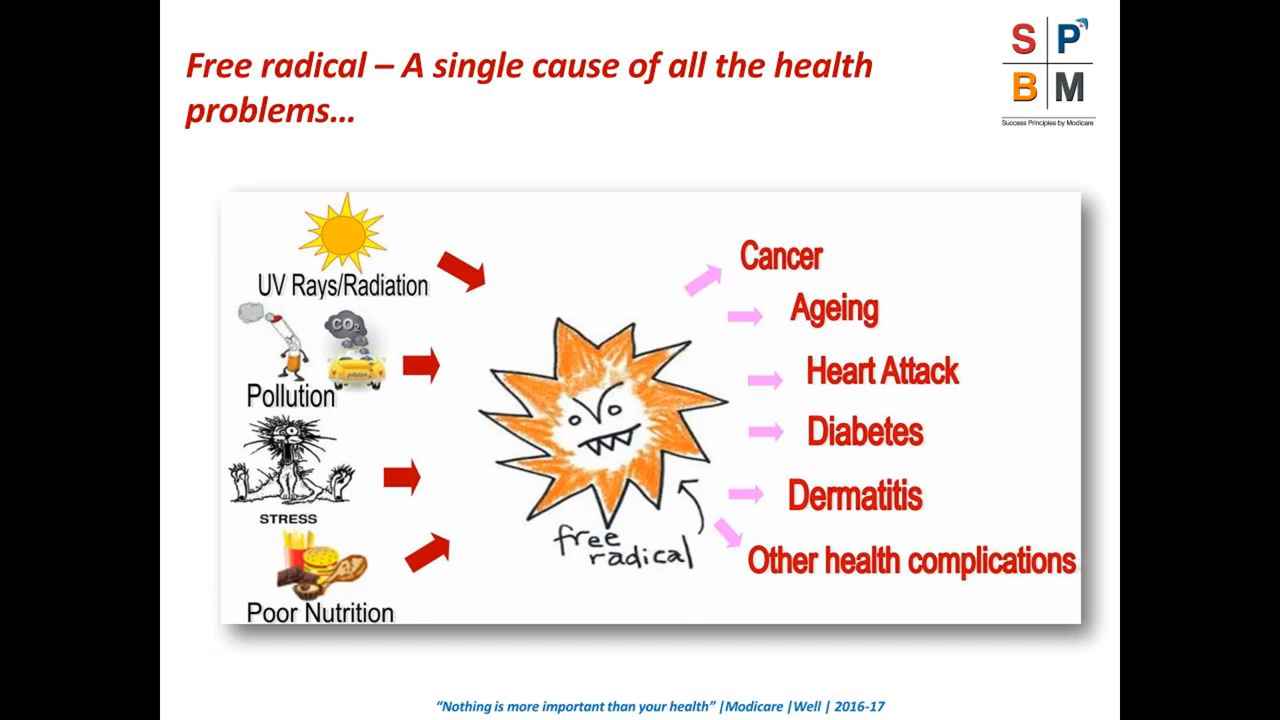 Free radical – A single cause of all the health
problems…
S P
B M
Success Principles by Modicare
UV Rays/Radiation
CO2
pollution
Pollution
STRESS
Poor Nutrition
free
radical
Cancer
Ageing
Heart Attack
Diabetes
Dermatitis
Other health complications
“Nothing is more important than your health” |Modicare |Well | 2016-17